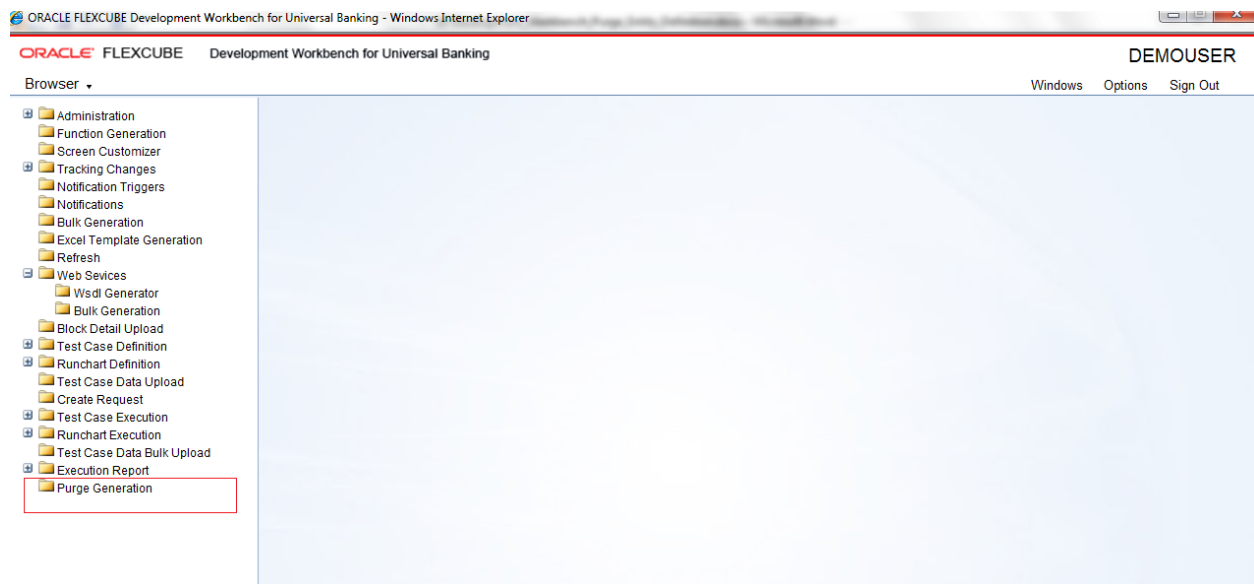 ORACLE FLEXCUBE Development Workbench for Universal Banking - Windows Internet Explorer
ORACLE FLEXCUBE Development Workbench for Universal Banking
DEMOUSER
Browser
Windows Options Sign Out
Administration
Function Generation
Screen Customizer
Tracking Changes
Notification Triggers
Notifications
Bulk Generation
Excel Template Generation
Refresh
Web Sevices
Wsdl Generator
Bulk Generation
Block Detail Upload
Test Case Definition
Runchart Definition
Test Case Data Upload
Create Request
Test Case Execution
Runchart Execution
Test Case Data Bulk Upload
Execution Report
Purge Generation